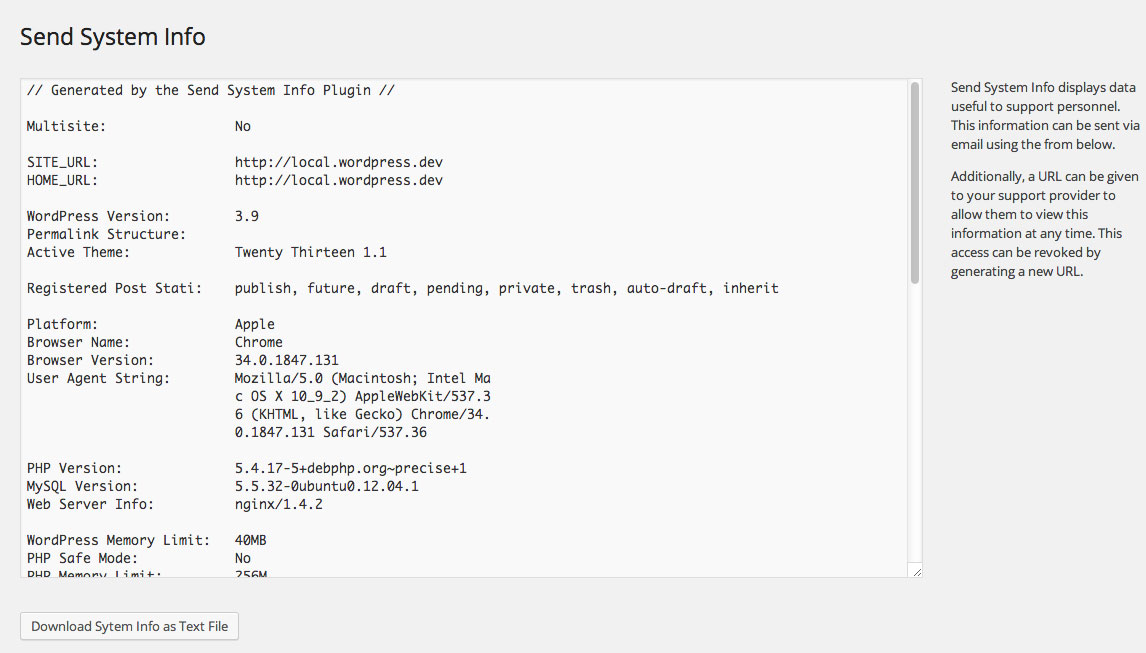 Send System Info
// Generated by the Send System Info Plugin //
Multisite: No
SITE_URL: http://local.wordpress.dev
HOME_URL: http://local.wordpress.dev
WordPress Version: 3.9
Permalink Structure:
Active Theme: Twenty Thirteen 1.1
Registered Post Stati: publish, future, draft, pending, private, trash, auto-draft, inherit
Platform: Apple
Browser Name: Chrome
Browser Version: 34.0.1847.131
User Agent String: Mozilla/5.0 (Macintosh; Intel Ma
c OS X 10_9_2) AppleWebKit/537.3
6 (KHTML, like Gecko) Chrome/34.
0.1847.131 Safari/537.36
PHP Version: 5.4.17-5+debphp.org~precise+1
MySQL Version: 5.5.32-0ubuntu0.12.04.1
Web Server Info: nginx/1.4.2
WordPress Memory Limit: 40MB
PHP Safe Mode: No
PHP Memory Limit: 256M
Send System Info displays data
useful to support personnel.
This information can be sent via
email using the from below.
Additionally, a URL can be given
to your support provider to
allow them to view this
information at any time. This
access can be revoked by
generating a new URL.
Download Sytem Info as Text File